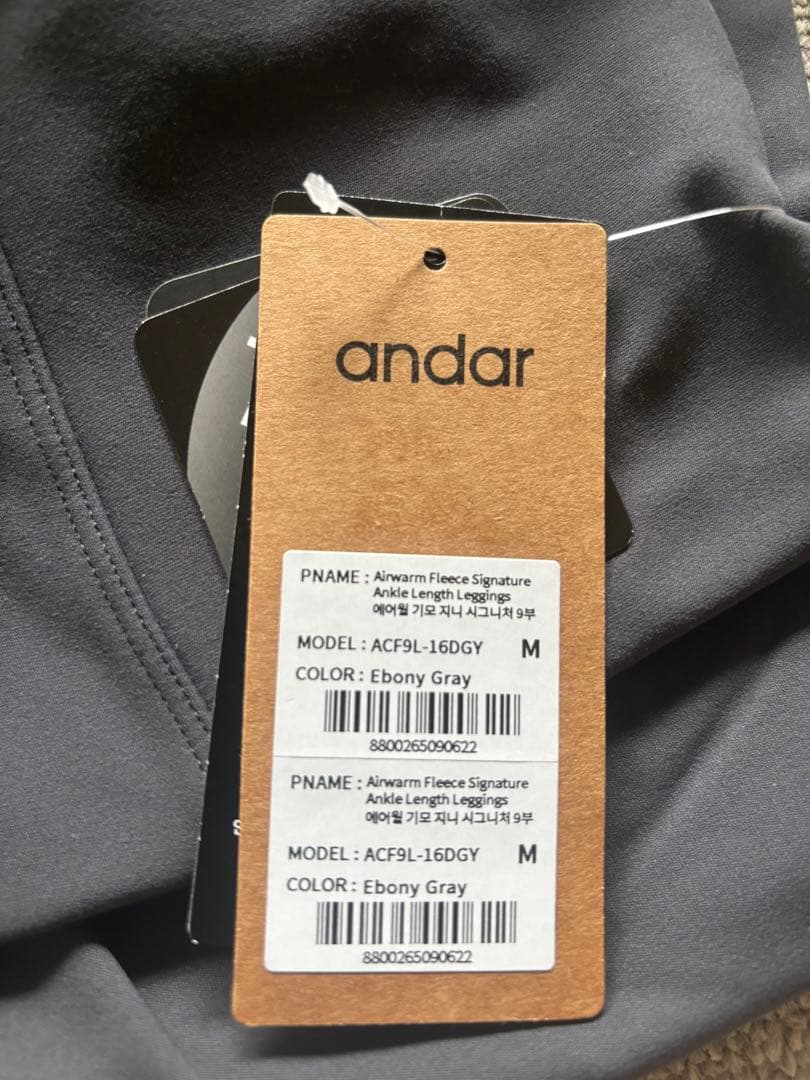 andar
PNAME : Airwarm Fleece Signature
Ankle Length Leggings
에어웜 기모 지니 시그니처 9부
MODEL : ACF9L-16DGY M
COLOR : Ebony Gray
8800265090622
PNAME : Airwarm Fleece Signature
Ankle Length Leggings
에어웜 기모 지니 시그니처 9부
MODEL : ACF9L-16DGY M
COLOR : Ebony Gray
8800265090622